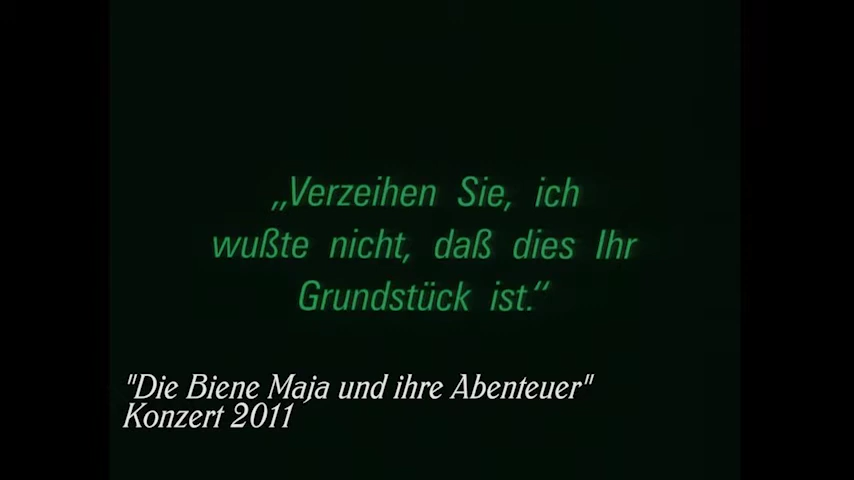 „Verzeihen Sie, ich
wußte nicht, daß dies Ihr
Grundstück ist.“
"Die Biene Maja und ihre Abenteuer"
Konzert 2011